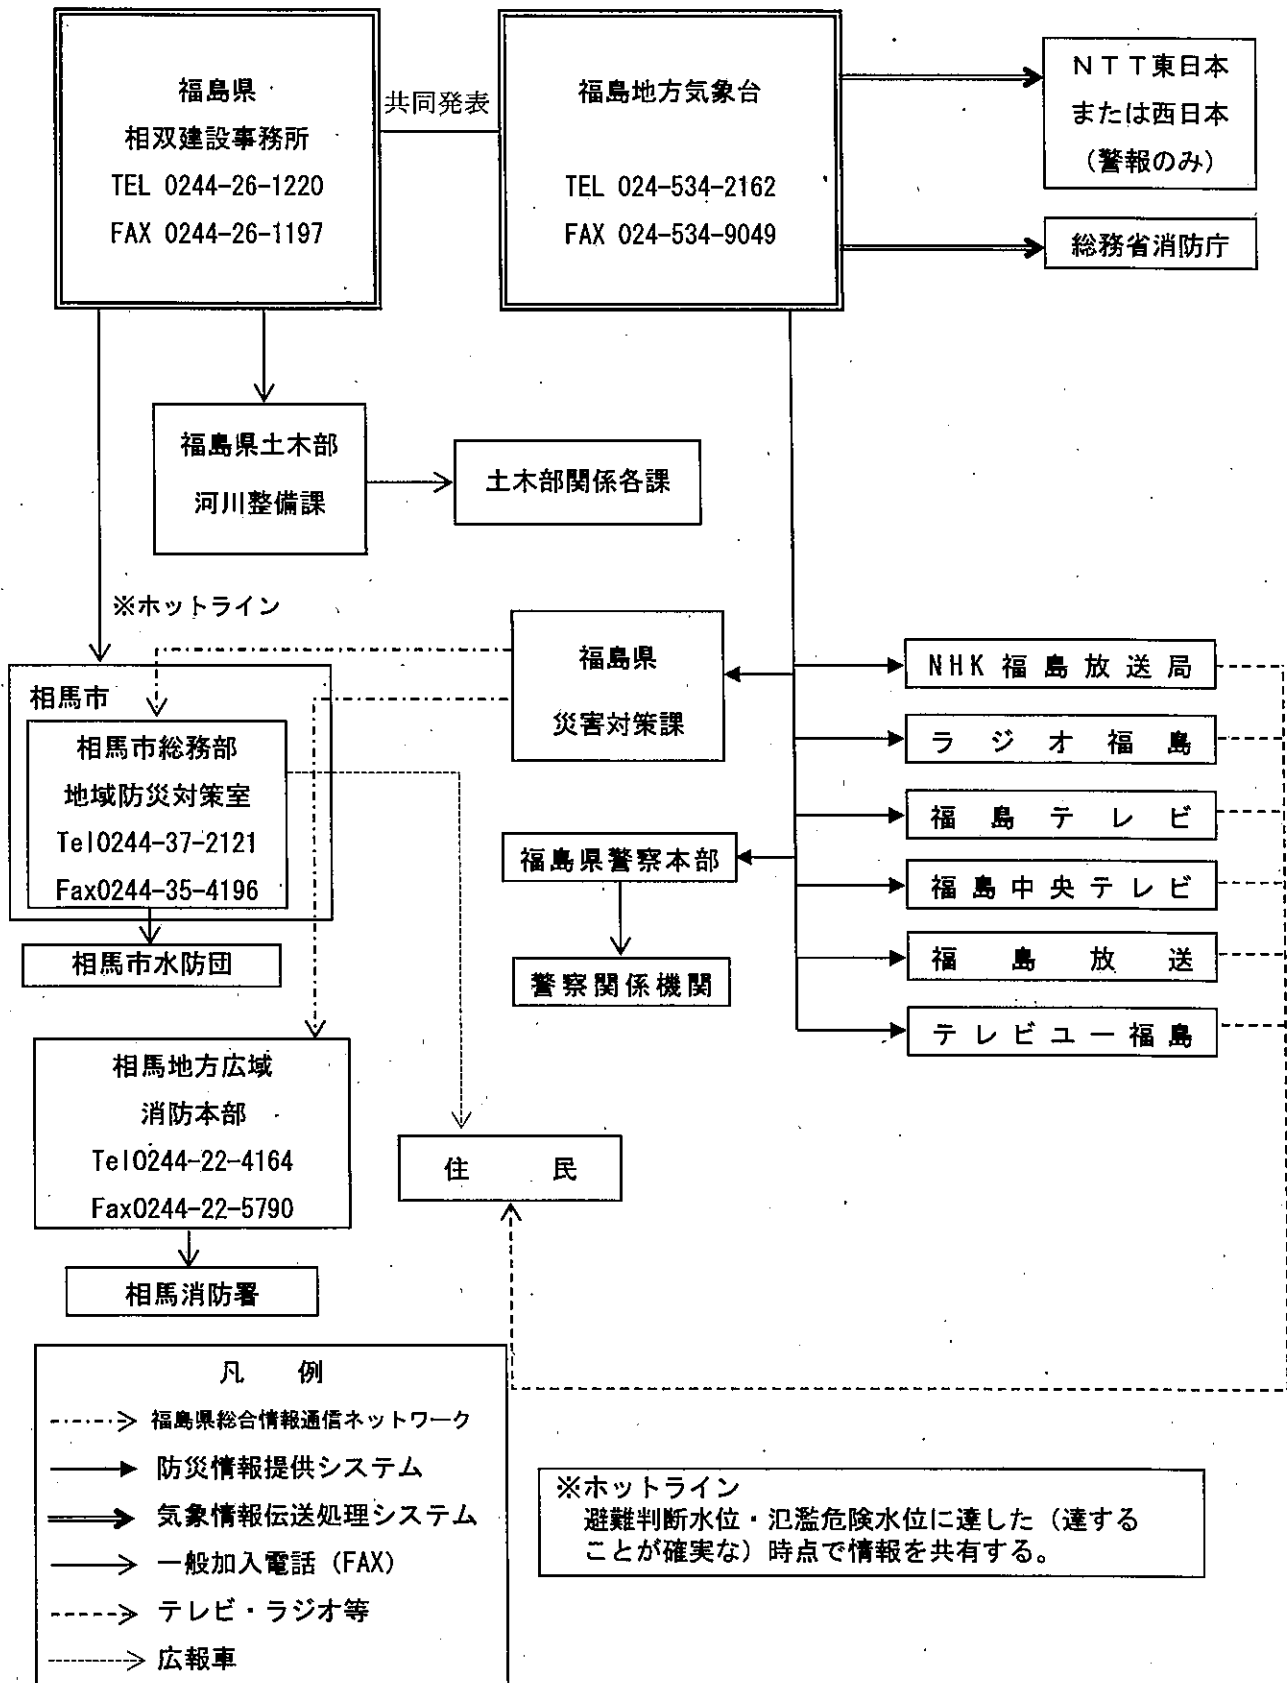 福島県
相双建設事務所
TEL 0244-26-1220
FAX 0244-26-1197
共同発表
福島地方気象台
TEL 024-534-2162
FAX 024-534-9049
ＮＴＴ東日本
または西日本
（警報のみ）
総務省消防庁
福島県土木部
河川整備課
土木部関係各課
※ホットライン
福島県
災害対策課
NHK福島放送局
ラジオ福島
福島テレビ
福島中央テレビ
福島放送
テレビユー福島
相馬市
相馬市総務部
地域防災対策室
Tel0244-37-2121
Fax0244-35-4196
相馬市水防団
福島県警察本部
警察関係機関
相馬地方広域
消防本部
Tel0244-22-4164
Fax0244-22-5790
相馬消防署
住　民
凡　例
福島県総合情報通信ネットワーク
防災情報提供システム
気象情報伝送処理システム
一般加入電話（FAX）
テレビ・ラジオ等
広報車
※ホットライン
避難判断水位・氾濫危険水位に達した（達する
ことが確実な）時点で情報を共有する。